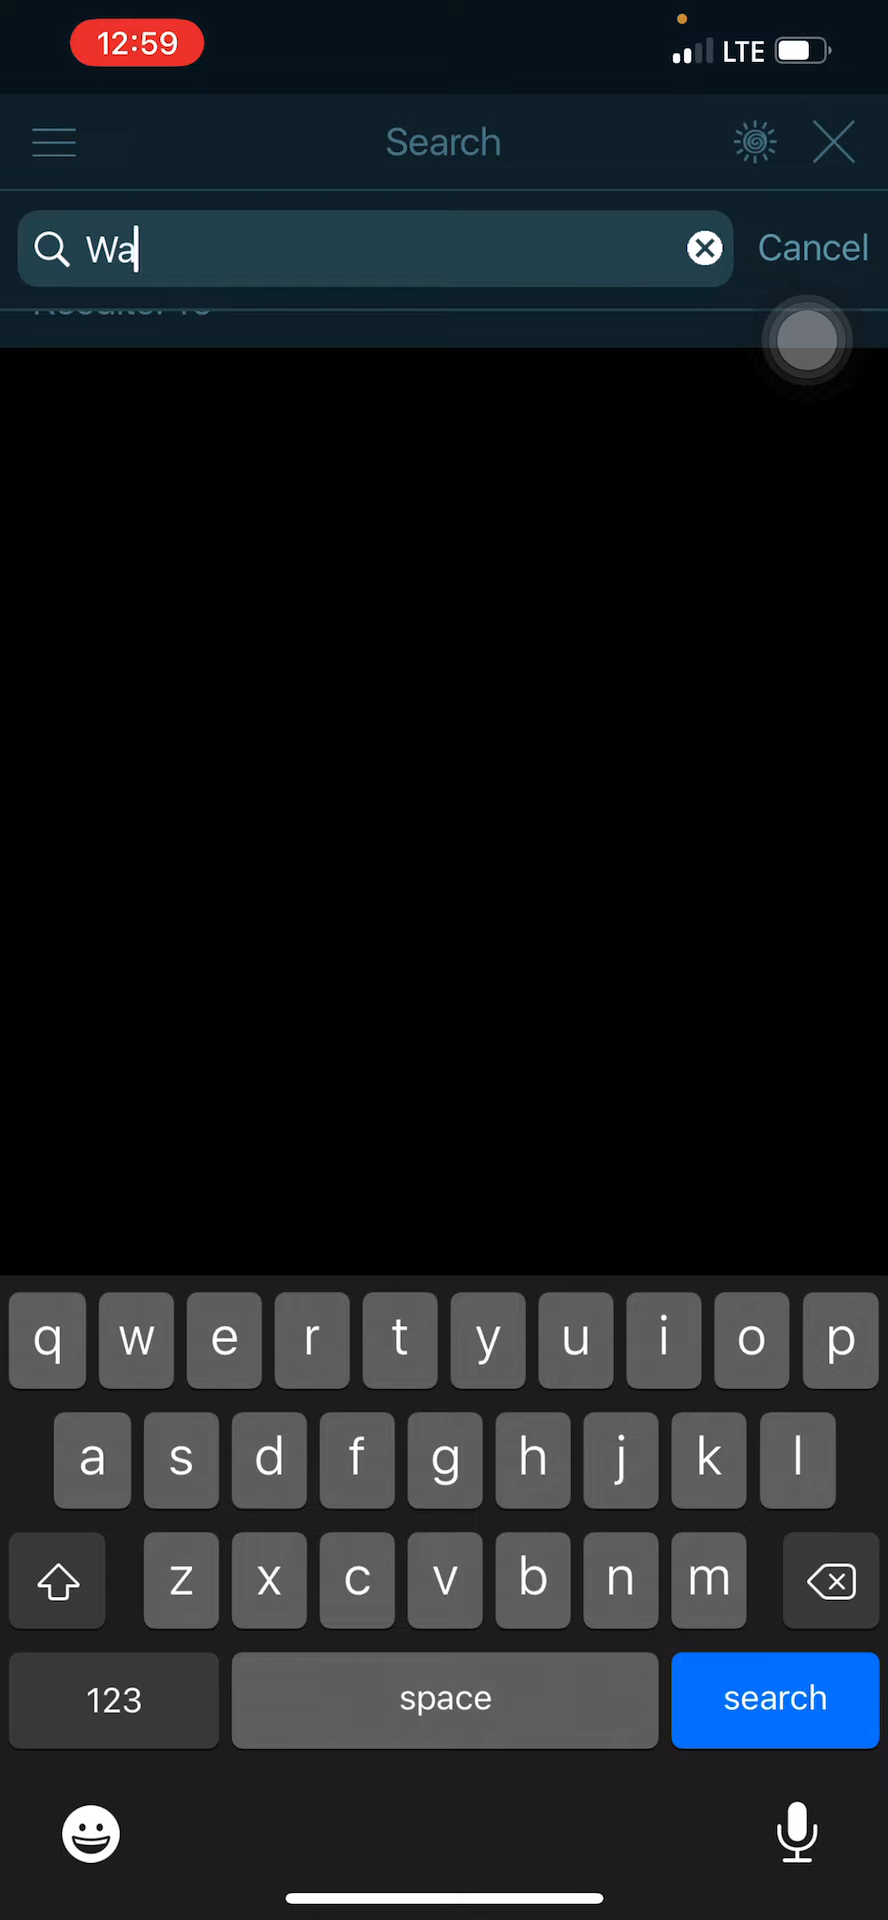 12:59
LTE
Search
Wa
Cancel
q w e r t y u i o p
a s d f g h j k l
z x c v b n m
123 space search